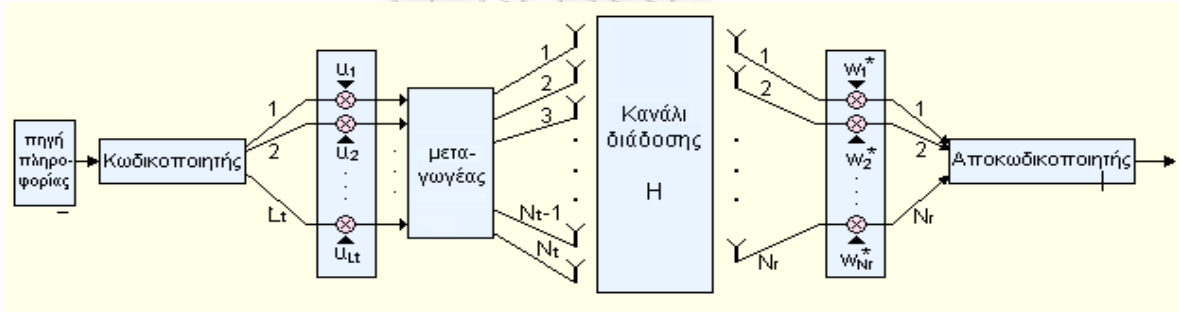 πηγή
πληρο-
φορίας
Κωδικοποιητής
1
2
Lt
u1
u2
uLt
μετα-
γωγέας
1
2
3
Nt-1
Nt
Κανάλι
διάδοσης
H
1
2
Nr
w1*
w2*
wNr*
1
2
Nr
Αποκωδικοποιητής